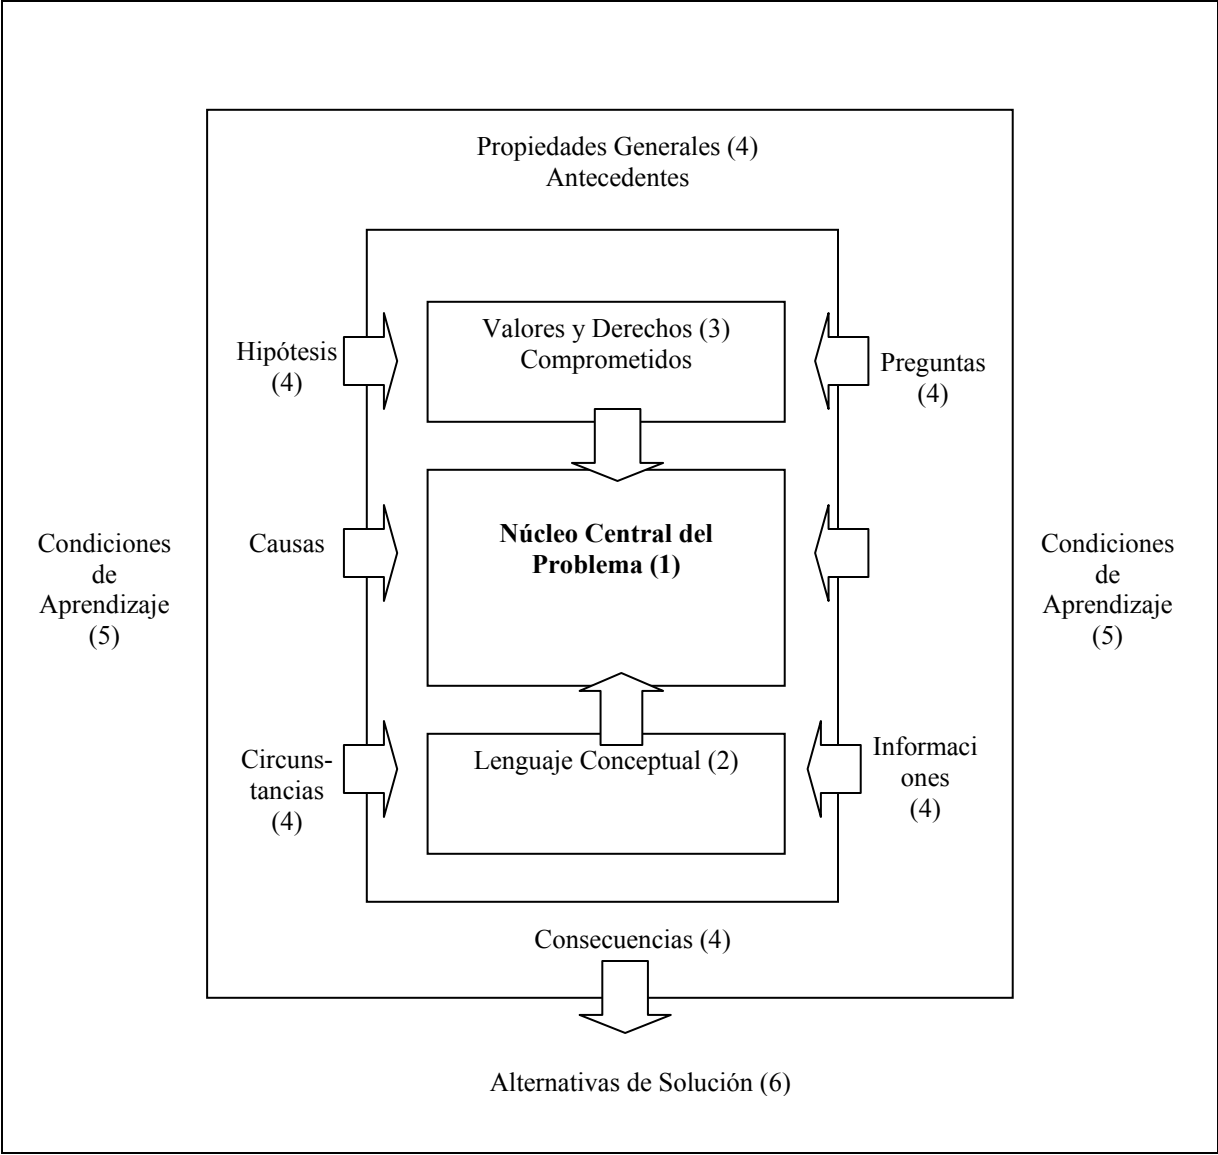 Propiedades Generales (4)
Antecedentes
Valores y Derechos (3)
Comprometidos
Hipótesis
(4)
Preguntas
(4)
Núcleo Central del
Problema (1)
Causas
Condiciones
de
Aprendizaje
(5)
Condiciones
de
Aprendizaje
(5)
Circuns-
tancias
(4)
Lenguaje Conceptual (2)
Informaci
ones
(4)
Consecuencias (4)
Alternativas de Solución (6)